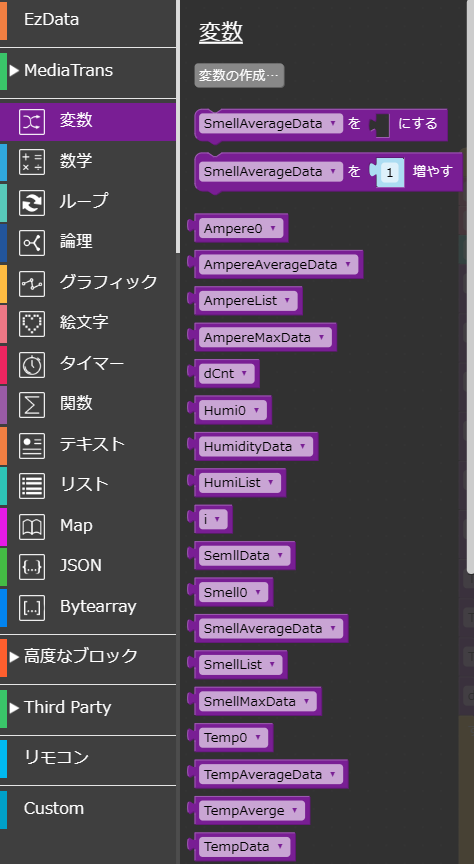 EzData
MediaTrans
変数
数学
ループ
論理
グラフィック
絵文字
タイマー
関数
テキスト
リスト
Map
JSON
Bytearray
高度なブロック
Third Party
リモコン
Custom
変数
変数の作成…
SmellAverageData を にする
SmellAverageData を 1 増やす
Ampere0
AmpereAverageData
AmpereList
AmpereMaxData
dCnt
Humi0
HumidityData
HumiList
i
SemllData
Smell0
SmellAverageData
SmellList
SmellMaxData
Temp0
TempAverageData
TempAverge
TempData